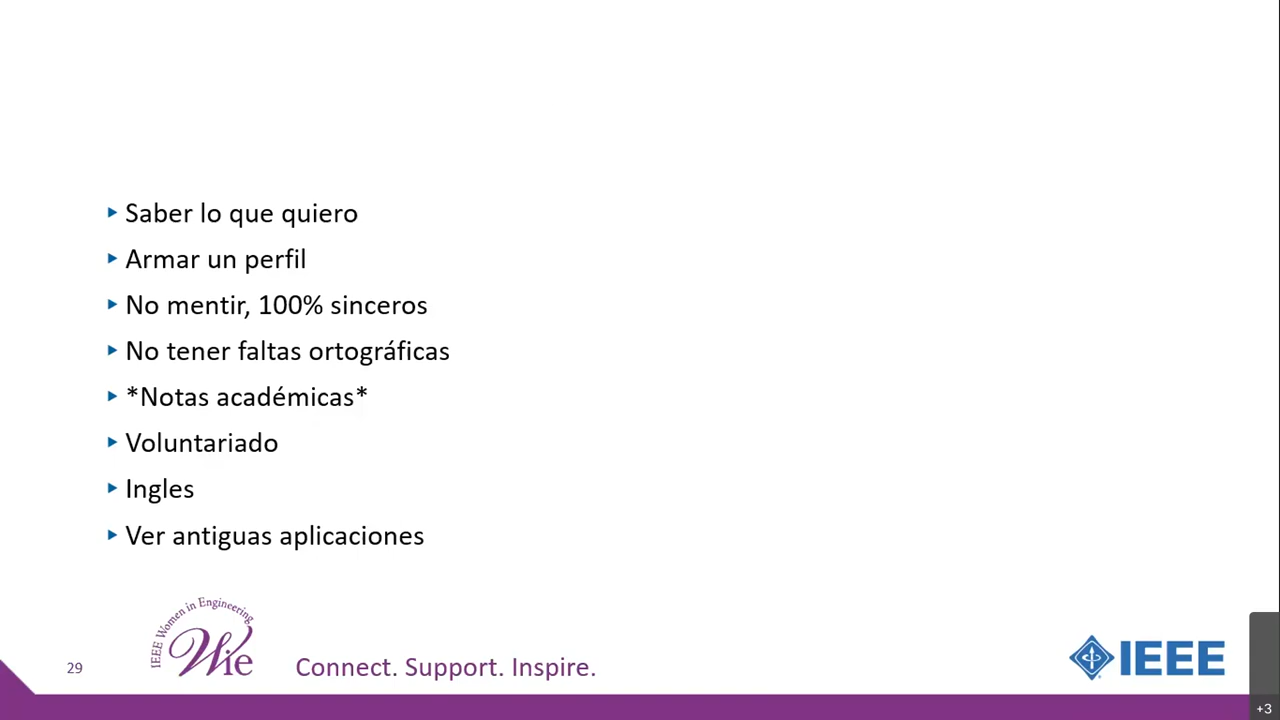 Saber lo que quiero
Armar un perfil
No mentir, 100% sinceros
No tener faltas ortográficas
*Notas académicas*
Voluntariado
Ingles
Ver antiguas aplicaciones
29
IEEE Women in Engineering
Wie
Connect. Support. Inspire.
IEEE
+3